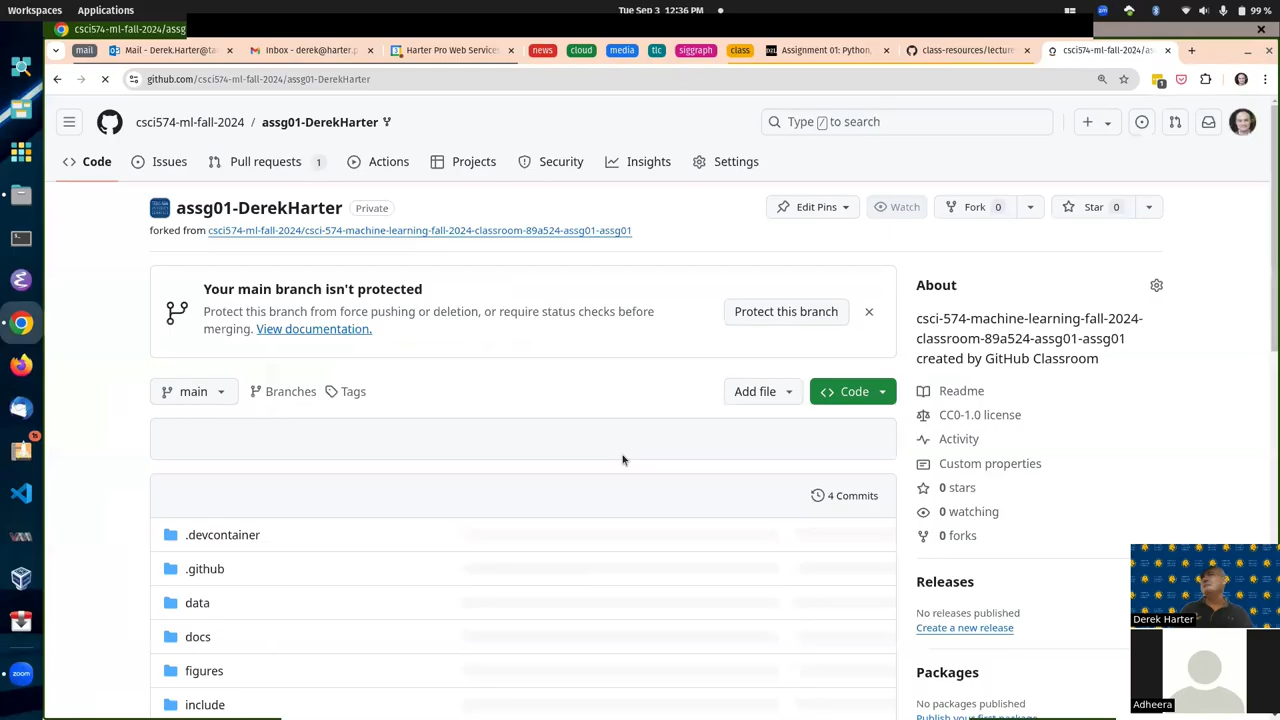 Workspaces Applications Tue Sep 3 12:36 PM 99 %
csci574-ml-fall-2024/assg
mail Mail - Derek.Harter@ta Inbox - derek@harter.p Harter Pro Web Service news cloud media tlc siggraph class Assignment 01: Python, class-resources/lecture csci574-ml-fall-2024/as
github.com/csci574-ml-fall-2024/assg01-DerekHarter
1
csci574-ml-fall-2024 / assg01-DerekHarter
Type / to search
Code Issues Pull requests 1 Actions Projects Security Insights Settings
assg01-DerekHarter Private
Edit Pins Watch Fork 0 Star 0
forked from csci574-ml-fall-2024/csci-574-machine-learning-fall-2024-classroom-89a524-assg01-assg01
Your main branch isn't protected
Protect this branch from force pushing or deletion, or require status checks before
merging. View documentation.
Protect this branch
About
csci-574-machine-learning-fall-2024-
classroom-89a524-assg01-assg01
created by GitHub Classroom
main Branches Tags Add file Code
Readme
CC0-1.0 license
Activity
Custom properties
0 stars
0 watching
0 forks
4 Commits
.devcontainer
.github
data
docs
figures
include
Releases
No releases published
Create a new release
Packages
No packages published
Publish your first package
Derek Harter
Adheera